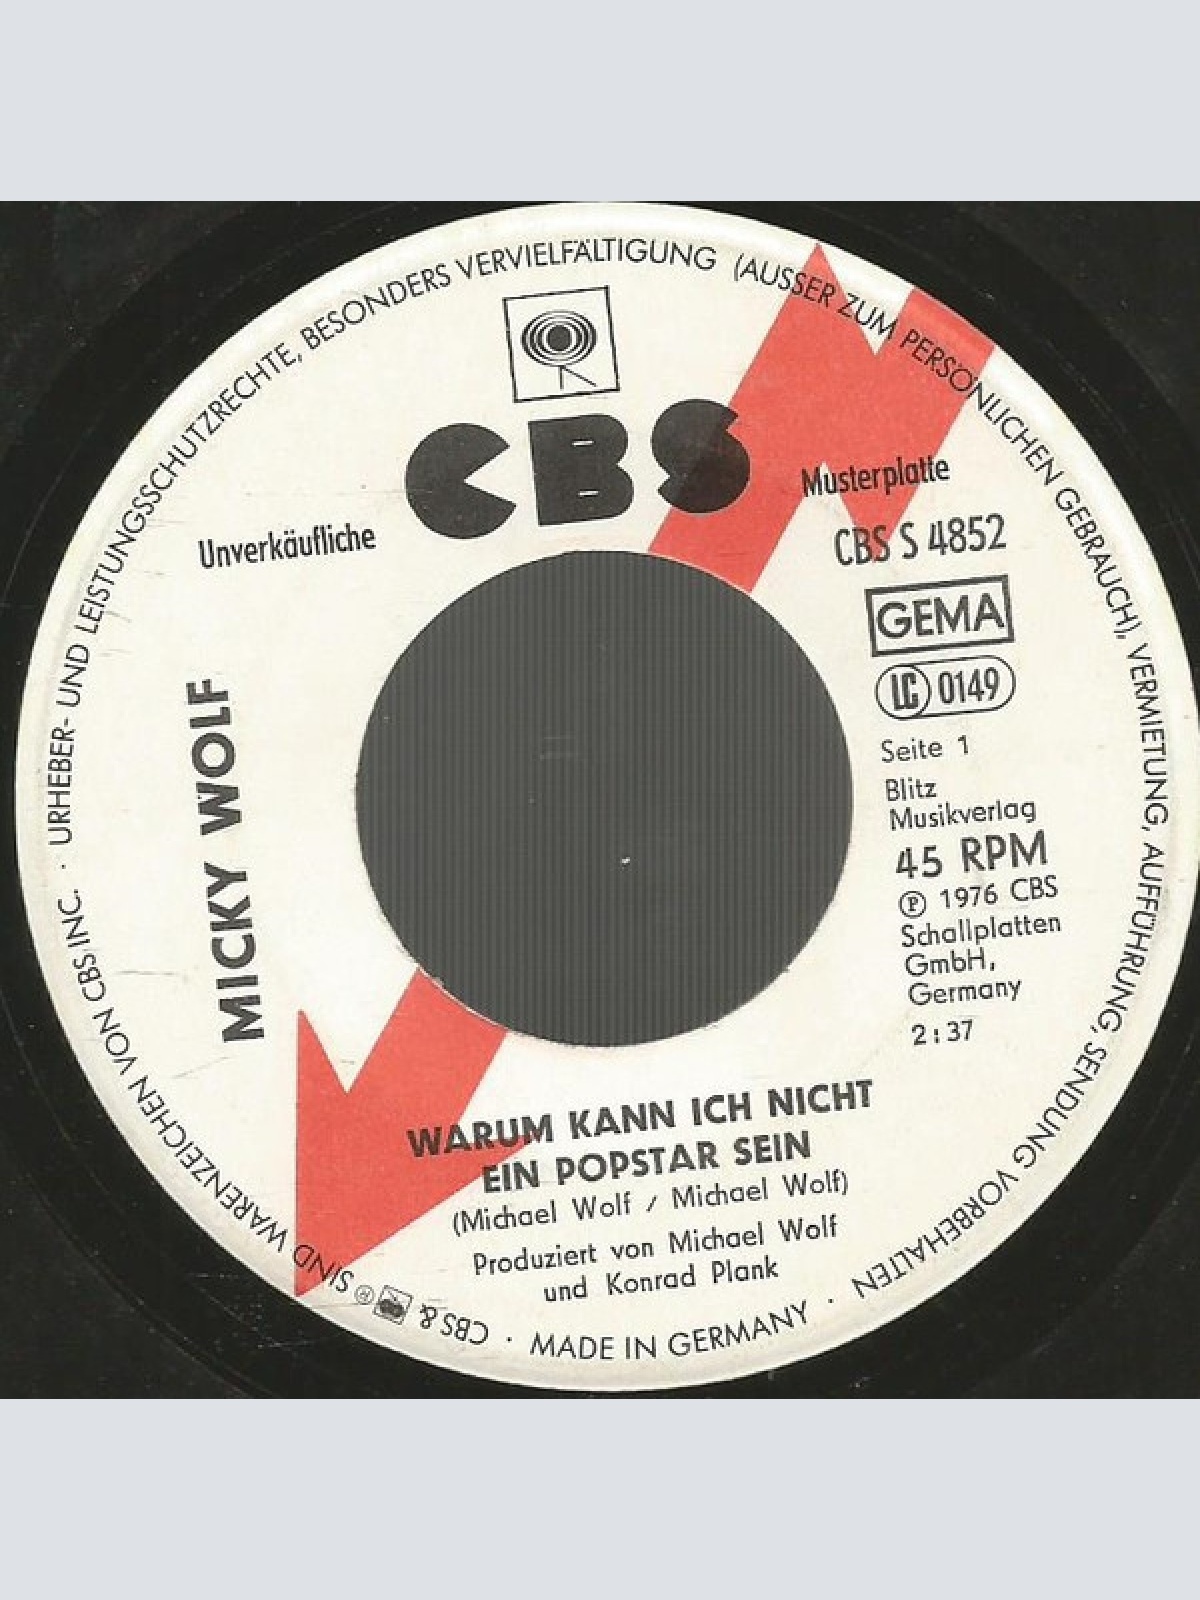 URHEBER- UND LEISTUNGSSCHUTZRECHTE, BESONDERS VERVIELFÄLTIGUNG (AUSSER ZUM PERSÖNLICHEN GEBRAUCH), VERMIETUNG, AUFFÜHRUNG, SENDUNG VORBEHALTEN · MADE IN GERMANY · CBS & ® SIND WARENZEICHEN VON CBS INC. ·
CBS
Unverkäufliche Musterplatte
CBS S 4852
GEMA
LC 0149
Seite 1
Blitz
Musikverlag
45 RPM
Ⓟ 1976 CBS
Schallplatten
GmbH,
Germany
2:37
MICKY WOLF
WARUM KANN ICH NICHT
EIN POPSTAR SEIN
(Michael Wolf / Michael Wolf)
Produziert von Michael Wolf
und Konrad Plank